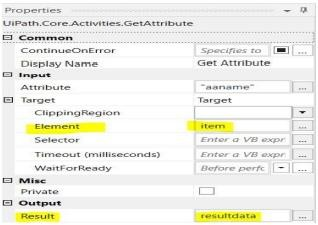 Properties
UiPath.Core.Activities.GetAttribute
Common
ContinueOnError Specifies to ...
Display Name Get Attribute
Input
Attribute "aaname" ...
Target Target
ClippingRegion
Element item ...
Selector Enter a VB expr ...
Timeout (milliseconds) Enter a VB expr ...
WaitForReady Before perfc ...
Misc
Private
Output
Result resultdata ...